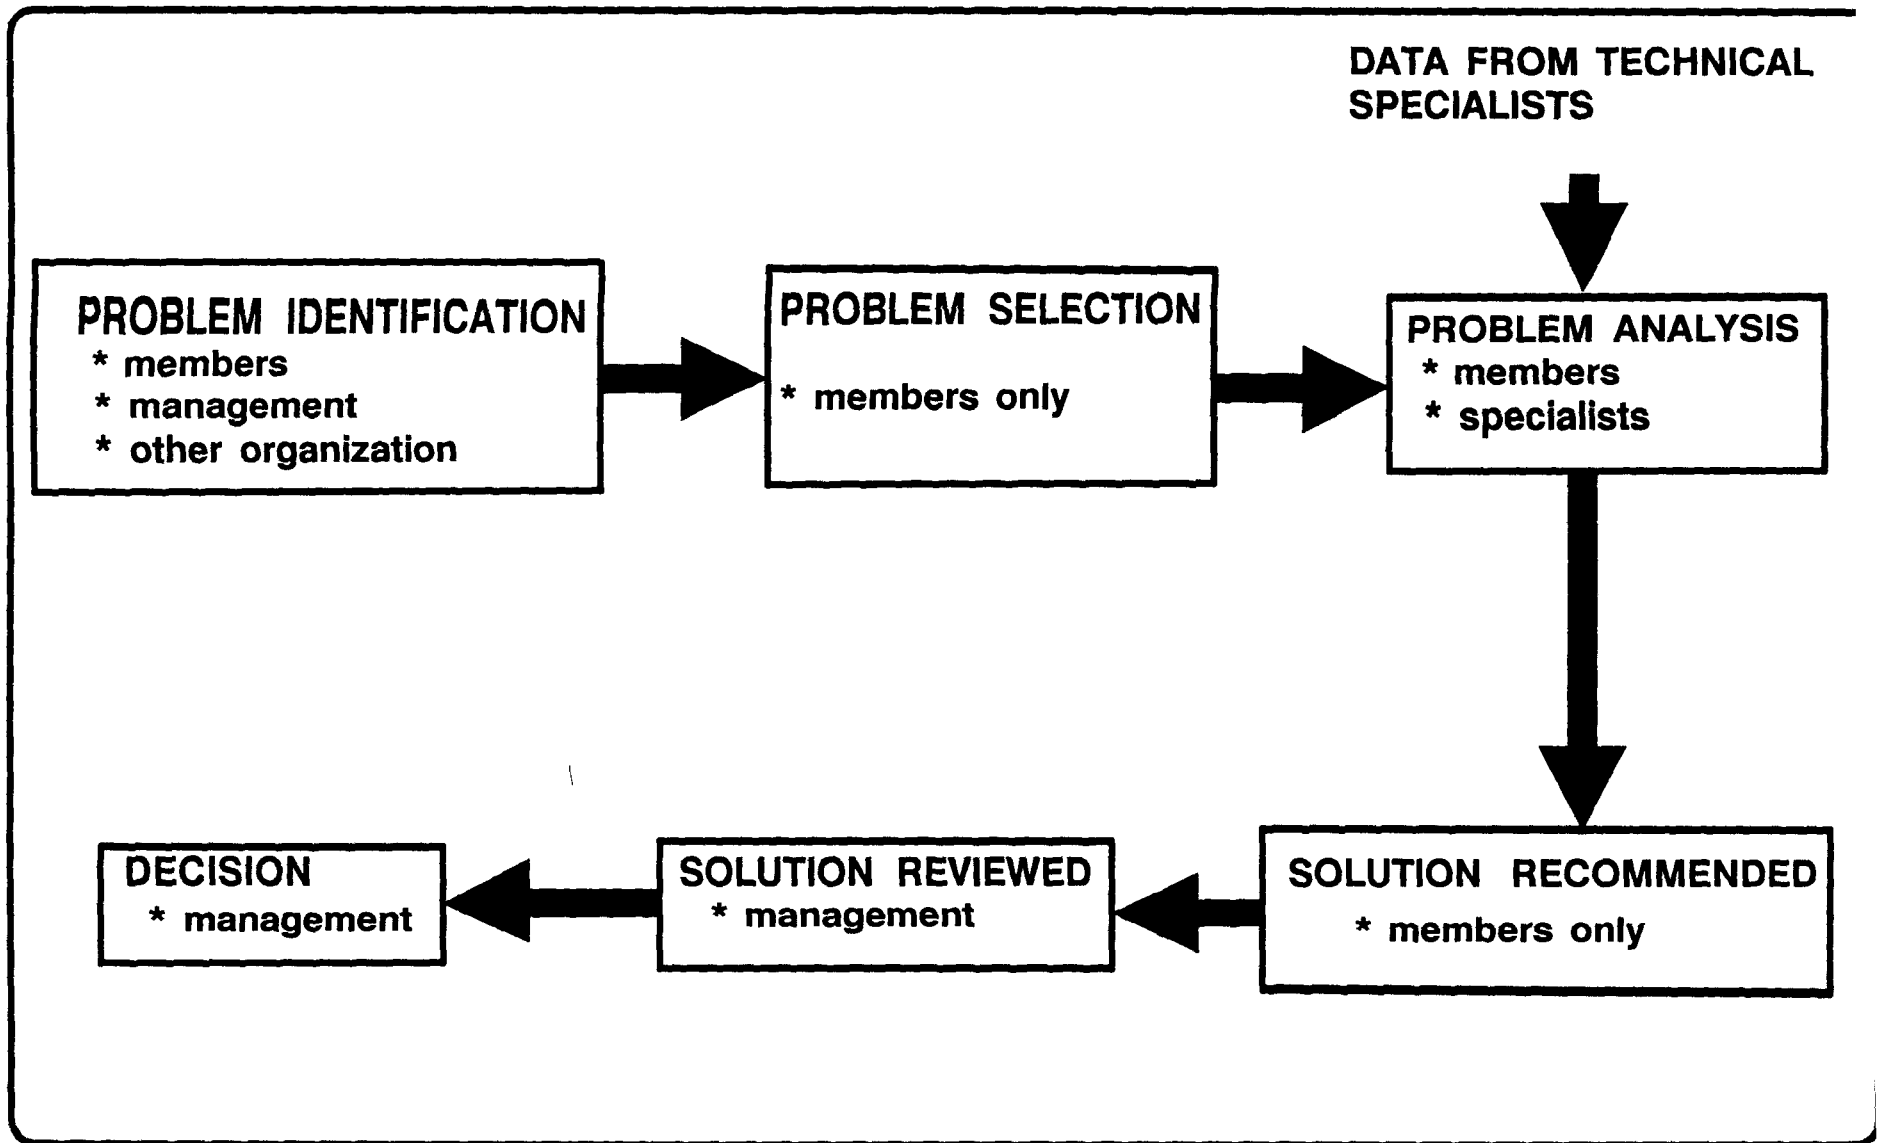 DATA FROM TECHNICAL
SPECIALISTS
PROBLEM IDENTIFICATION
* members
* management
* other organization
PROBLEM SELECTION
* members only
PROBLEM ANALYSIS
* members
* specialists
SOLUTION RECOMMENDED
* members only
SOLUTION REVIEWED
* management
DECISION
* management